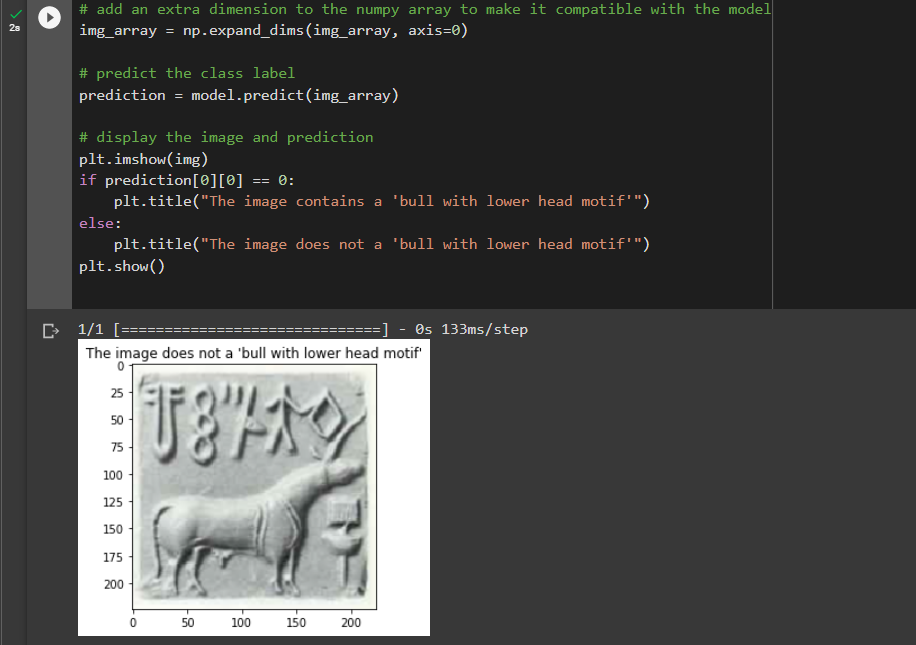 2s
# add an extra dimension to the numpy array to make it compatible with the model
img_array = np.expand_dims(img_array, axis=0)
# predict the class label
prediction = model.predict(img_array)
# display the image and prediction
plt.imshow(img)
if prediction[0][0] == 0:
    plt.title("The image contains a 'bull with lower head motif'")
else:
    plt.title("The image does not a 'bull with lower head motif'")
plt.show()
1/1 [==============================] - 0s 133ms/step
The image does not a 'bull with lower head motif'
0
25
50
75
100
125
150
175
200
0 50 100 150 200